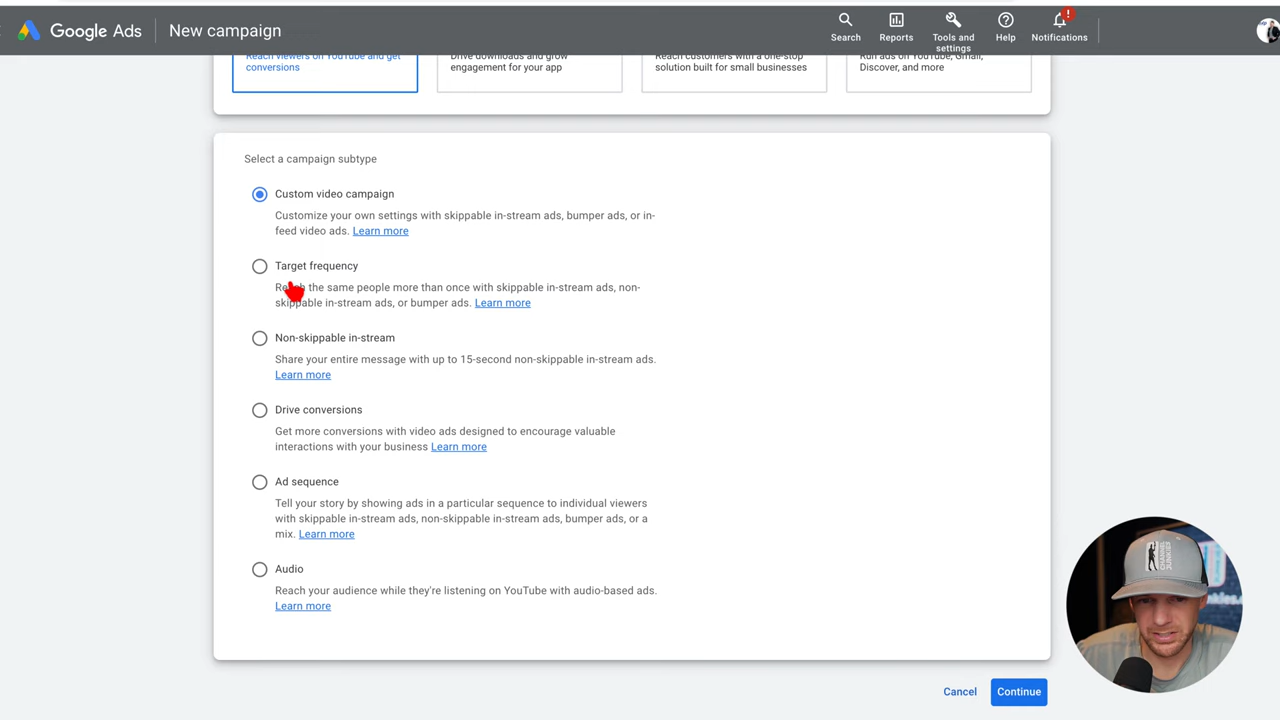 Google Ads
New campaign
Search
Reports
Tools and
settings
Help
!
Notifications
Reach viewers on YouTube and get
conversions
Drive downloads and grow
engagement for your app
Reach customers with a one-stop
solution built for small businesses
Run ads on YouTube, Gmail,
Discover, and more
Select a campaign subtype
Custom video campaign
Customize your own settings with skippable in-stream ads, bumper ads, or in-
feed video ads. Learn more
Target frequency
Reach the same people more than once with skippable in-stream ads, non-
skippable in-stream ads, or bumper ads. Learn more
Non-skippable in-stream
Share your entire message with up to 15-second non-skippable in-stream ads.
Learn more
Drive conversions
Get more conversions with video ads designed to encourage valuable
interactions with your business Learn more
Ad sequence
Tell your story by showing ads in a particular sequence to individual viewers
with skippable in-stream ads, non-skippable in-stream ads, bumper ads, or a
mix. Learn more
Audio
Reach your audience while they're listening on YouTube with audio-based ads.
Learn more
CHANNEL
JUNKIES
Cancel
Continue